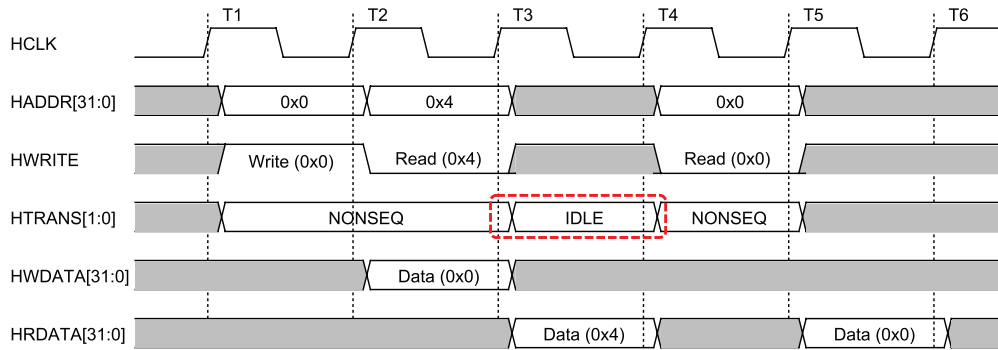 T1 T2 T3 T4 T5 T6
HCLK
HADDR[31:0] 0x0 0x4 0x0
HWRITE Write (0x0) Read (0x4) Read (0x0)
HTRANS[1:0] NONSEQ IDLE NONSEQ
HWDATA[31:0] Data (0x0)
HRDATA[31:0] Data (0x4) Data (0x0)